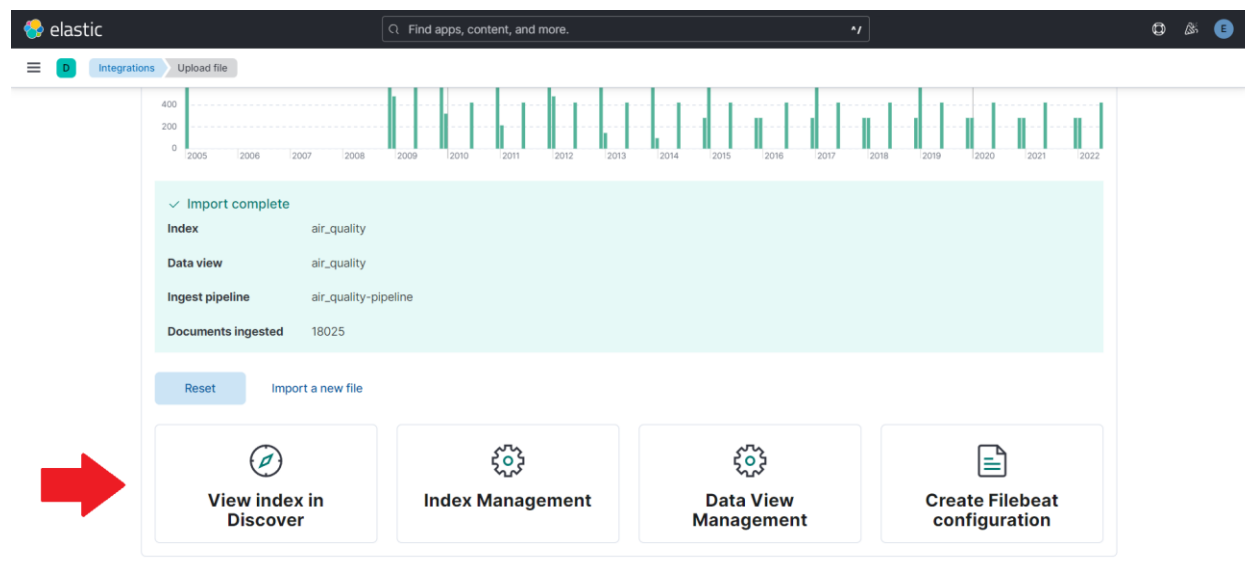 elastic
Find apps, content, and more.
^/
E
D
Integrations
Upload file
400
200
0
2005 2006 2007 2008 2009 2010 2011 2012 2013 2014 2015 2016 2017 2018 2019 2020 2021 2022
Import complete
Index air_quality
Data view air_quality
Ingest pipeline air_quality-pipeline
Documents ingested 18025
Reset Import a new file
View index in
Discover
Index Management
Data View
Management
Create Filebeat
configuration